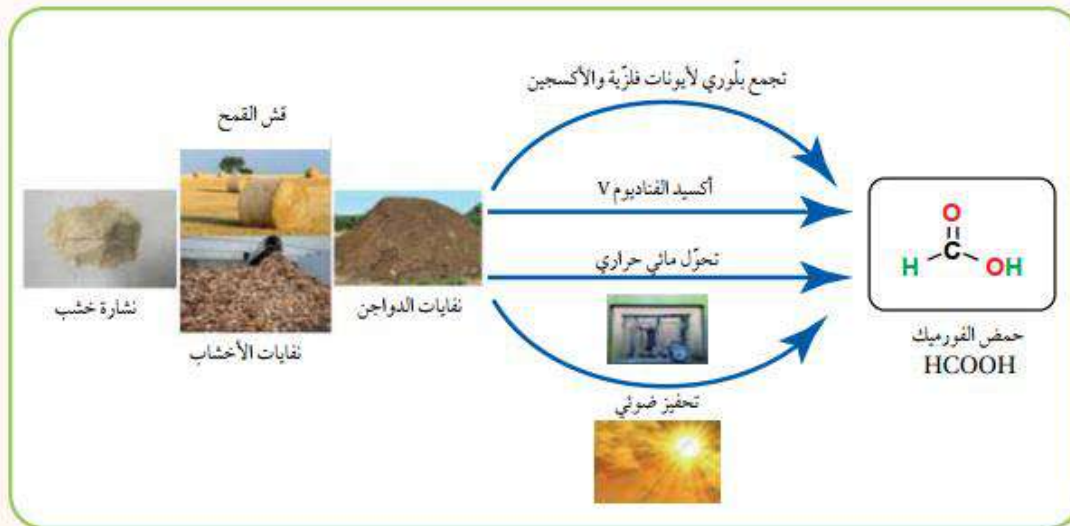 تجمع بلّوري لأيونات فلزّية والأكسجين
قش القمح
أكسيد الفناديوم V
تحوّل مائي حراري
نشارة خشب
نفايات الدواجن
نفايات الأخشاب
تحفيز ضوئي
O
H
C
OH
حمض الفورميك
HCOOH